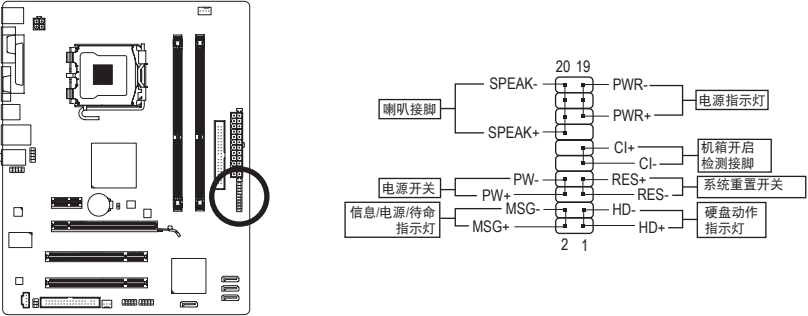 20 19
SPEAK-
PWR-
喇叭接脚
电源指示灯
PWR+
SPEAK+
CI+
机箱开启
检测接脚
CI-
PW-
RES+
电源开关
系统重置开关
PW+
RES-
信息/电源/待命
指示灯
MSG-
HD-
硬盘动作
指示灯
MSG+
HD+
2 1